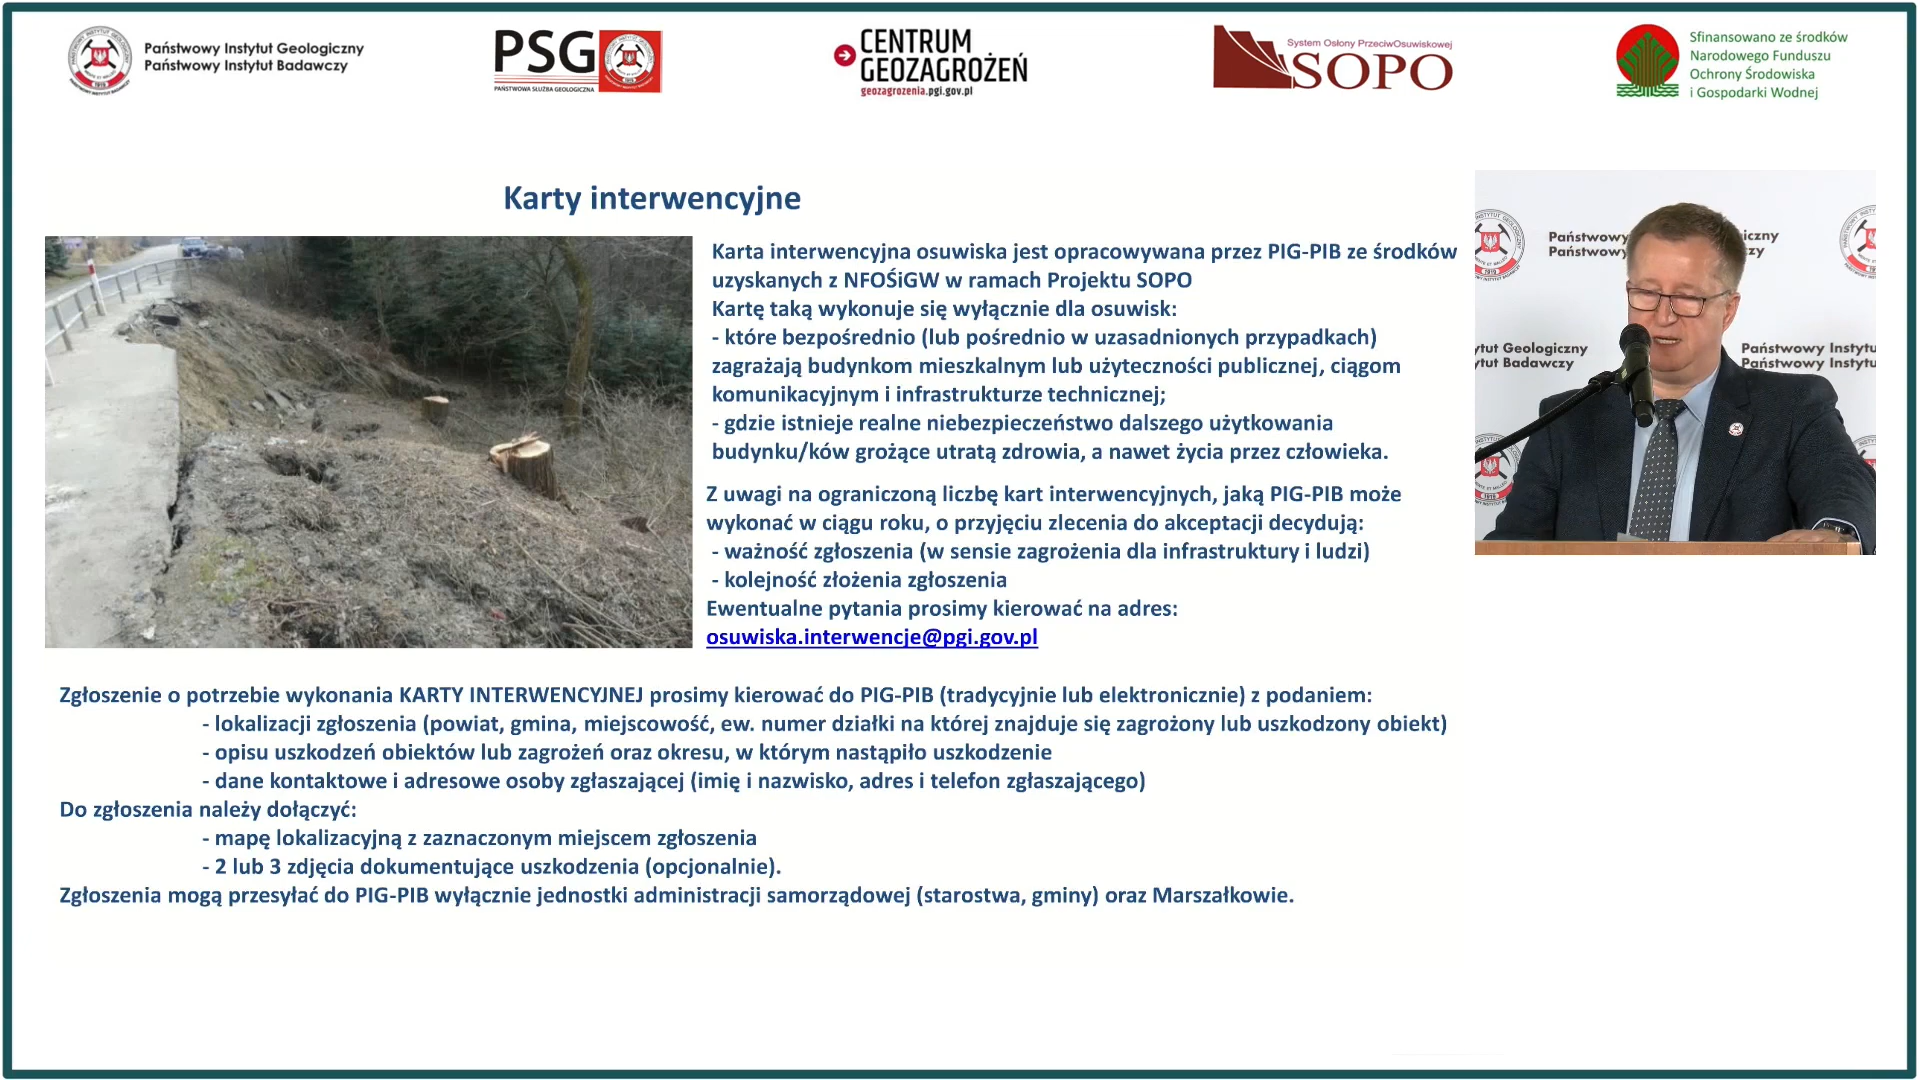 Państwowy Instytut Geologiczny
Państwowy Instytut Badawczy
PSG
PAŃSTWOWA SŁUŻBA GEOLOGICZNA
CENTRUM
GEOZAGROŻEŃ
geozagrozenia.pgi.gov.pl
System Osłony PrzeciwOsuwiskowej
SOPO
Sfinansowano ze środków
Narodowego Funduszu
Ochrony Środowiska
i Gospodarki Wodnej
Karty interwencyjne
Karta interwencyjna osuwiska jest opracowywana przez PIG-PIB ze środków
uzyskanych z NFOŚiGW w ramach Projektu SOPO
Kartę taką wykonuje się wyłącznie dla osuwisk:
- które bezpośrednio (lub pośrednio w uzasadnionych przypadkach)
zagrażają budynkom mieszkalnym lub użyteczności publicznej, ciągom
komunikacyjnym i infrastrukturze technicznej;
- gdzie istnieje realne niebezpieczeństwo dalszego użytkowania
budynku/ków grożące utratą zdrowia, a nawet życia przez człowieka.
Z uwagi na ograniczoną liczbę kart interwencyjnych, jaką PIG-PIB może
wykonać w ciągu roku, o przyjęciu zlecenia do akceptacji decydują:
- ważność zgłoszenia (w sensie zagrożenia dla infrastruktury i ludzi)
- kolejność złożenia zgłoszenia
Ewentualne pytania prosimy kierować na adres:
osuwiska.interwencje@pgi.gov.pl
Państwowy
iczny
Państwowy
zy
ytut Geologiczny
ytut Badawczy
Państwowy Instytu
Państwowy Instytu
Zgłoszenie o potrzebie wykonania KARTY INTERWENCYJNEJ prosimy kierować do PIG-PIB (tradycyjnie lub elektronicznie) z podaniem:
- lokalizacji zgłoszenia (powiat, gmina, miejscowość, ew. numer działki na której znajduje się zagrożony lub uszkodzony obiekt)
- opisu uszkodzeń obiektów lub zagrożeń oraz okresu, w którym nastąpiło uszkodzenie
- dane kontaktowe i adresowe osoby zgłaszającej (imię i nazwisko, adres i telefon zgłaszającego)
Do zgłoszenia należy dołączyć:
- mapę lokalizacyjną z zaznaczonym miejscem zgłoszenia
- 2 lub 3 zdjęcia dokumentujące uszkodzenia (opcjonalnie).
Zgłoszenia mogą przesyłać do PIG-PIB wyłącznie jednostki administracji samorządowej (starostwa, gminy) oraz Marszałkowie.